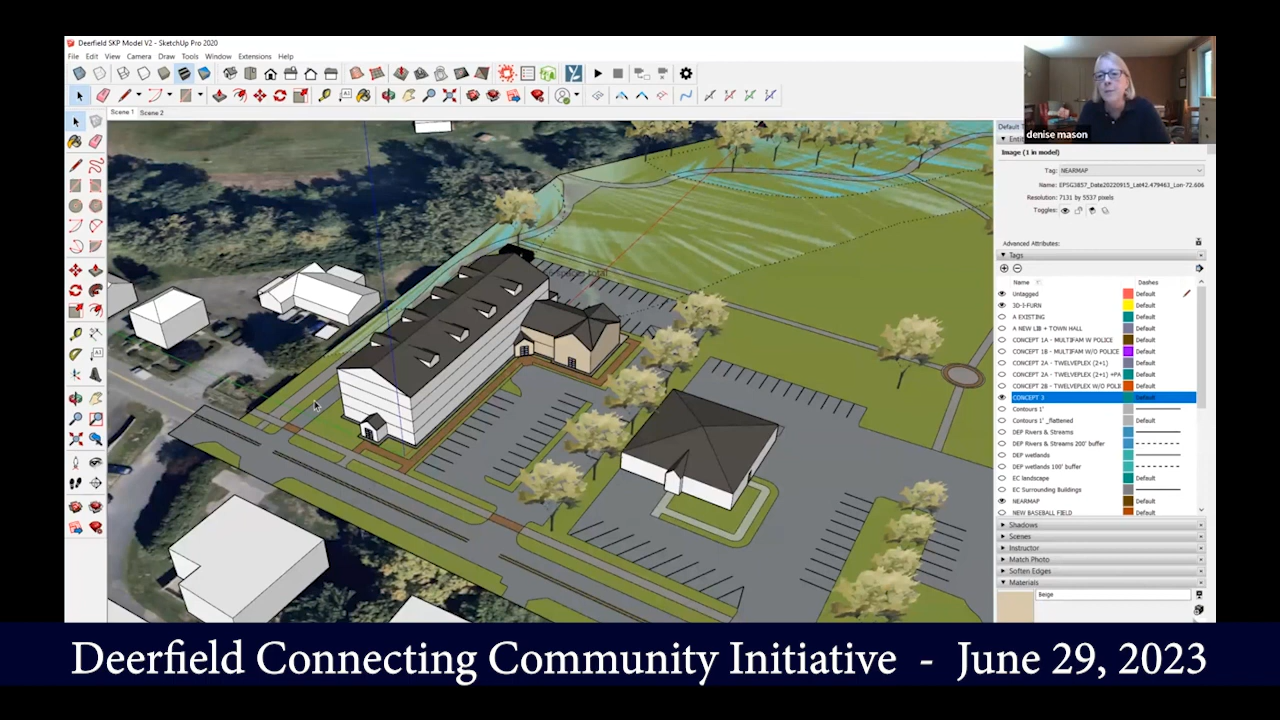 Deerfield SKP Model V2 - SketchUp Pro 2020
File Edit View Camera Draw Tools Window Extensions Help
Scene 1 Scene 2
denise mason
Image (1 in model)
Tag: NEARMAP
Resolution: 7131 by 5537 pixels
Toggles:
Advanced Attributes:
Tags
Name Dashes
Untagged Default
3D-I-FURN Default
A EXISTING Default
A NEW LIB + TOWN HALL Default
CONCEPT 1A - MULTIFAM W POLICE Default
CONCEPT 1B - MULTIFAM W/O POLICE Default
CONCEPT 2A - TWELVEPLEX (2+1) Default
CONCEPT 2A - TWELVEPLEX (2+1) +PA Default
CONCEPT 2B - TWELVEPLEX W/O POLI Default
CONCEPT 3 Default
Contours 1'
Contours 1' _flattened Default
DEP Rivers & Streams
DEP Rivers & Streams 200' buffer
DEP wetlands
DEP wetlands 100' buffer
EC landscape Default
EC Surrounding Buildings
NEARMAP Default
NEW BASEBALL FIELD Default
Shadows
Scenes
Instructor
Match Photo
Soften Edges
Materials
Beige
total
Deerfield Connecting Community Initiative - June 29, 2023